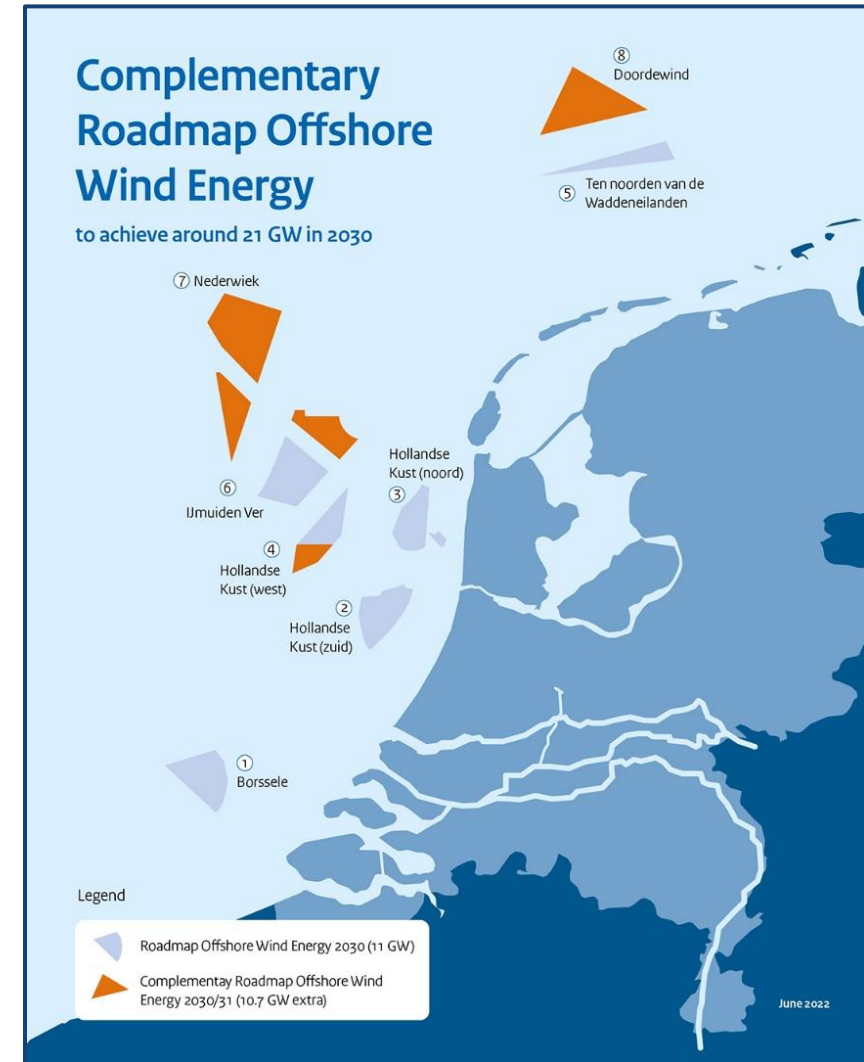 Complementary
Roadmap Offshore
Wind Energy
to achieve around 21 GW in 2030
8
Doordewind
5
Ten noorden van de
Waddeneilanden
7 Nederwiek
Hollandse
Kust (noord)
3
6
IJmuiden Ver
4
Hollandse
Kust (west)
2
Hollandse
Kust (zuid)
1
Borssele
Legend
Roadmap Offshore Wind Energy 2030 (11 GW)
Complementay Roadmap Offshore Wind
Energy 2030/31 (10.7 GW extra)
June 2022